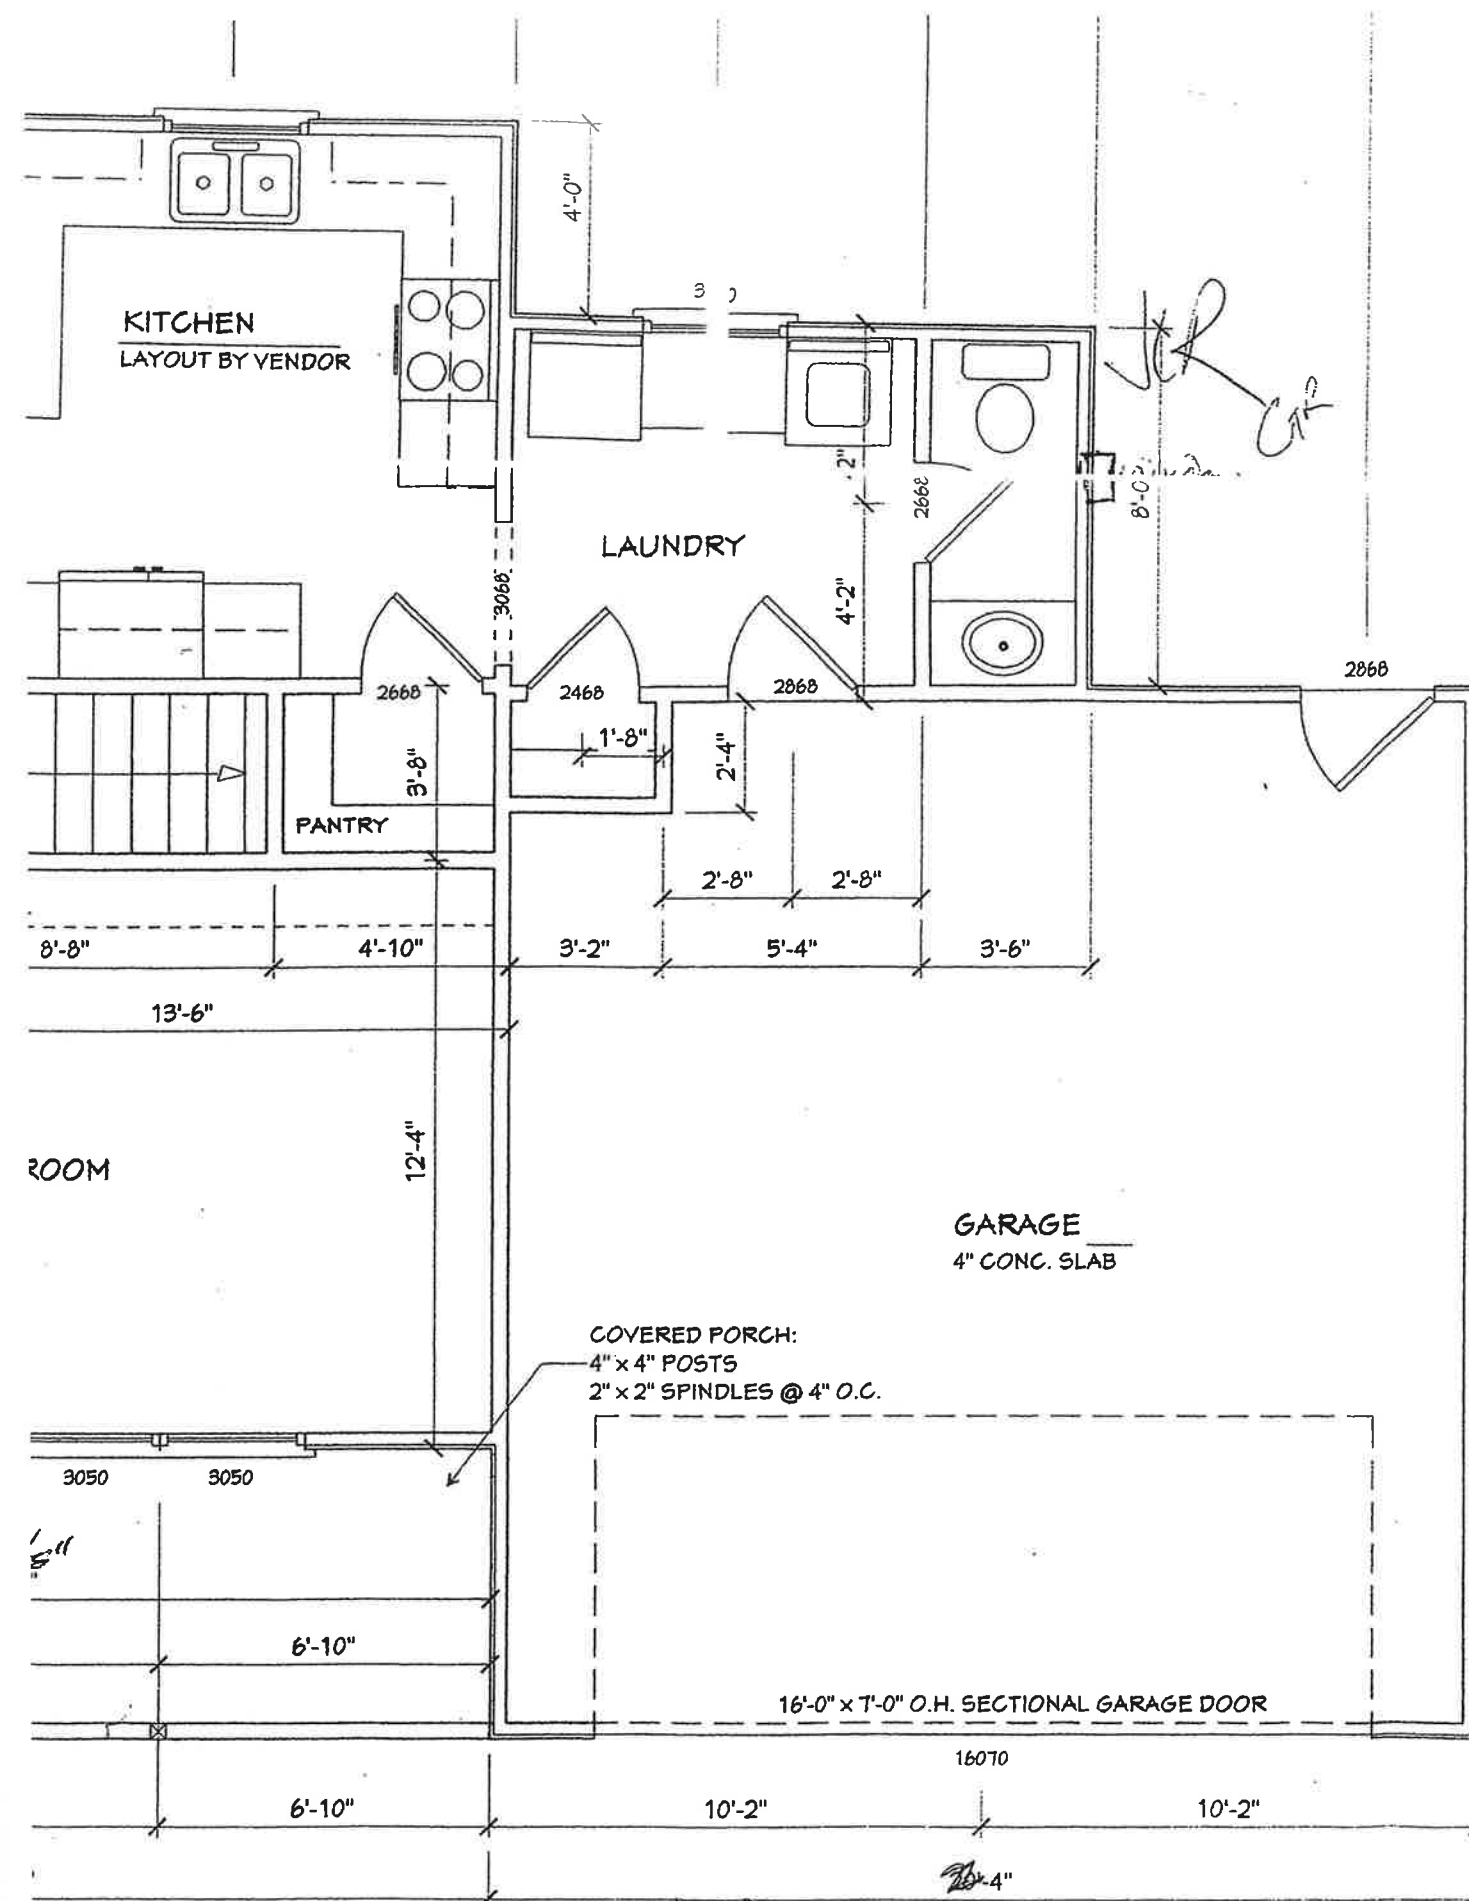 4'-0"
KITCHEN
LAYOUT BY VENDOR
2"
2668
8'-0
LAUNDRY
3068
4'-2"
2668
2468
2868
2868
1'-8"
3'-8"
2'-4"
PANTRY
2'-8"
2'-8"
8'-8"
4'-10"
3'-2"
5'-4"
3'-6"
13'-6"
12'-4"
ROOM
GARAGE
4" CONC. SLAB
COVERED PORCH:
4" x 4" POSTS
2" x 2" SPINDLES @ 4" O.C.
3050
3050
6'-10"
16'-0" x 7'-0" O.H. SECTIONAL GARAGE DOOR
16070
6'-10"
10'-2"
10'-2"
-4"